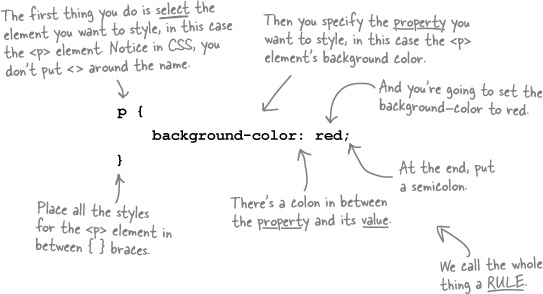 The first thing you do is select the
element you want to style, in this case
the <p> element. Notice in CSS, you
don't put <> around the name.
Then you specify the property you
want to style, in this case the <p>
element's background color.
And you're going to set the
background-color to red.
p {
background-color: red;
}
At the end, put
a semicolon.
There's a colon in between
the property and its value.
Place all the styles
for the <p> element in
between { } braces.
We call the whole
thing a RULE.